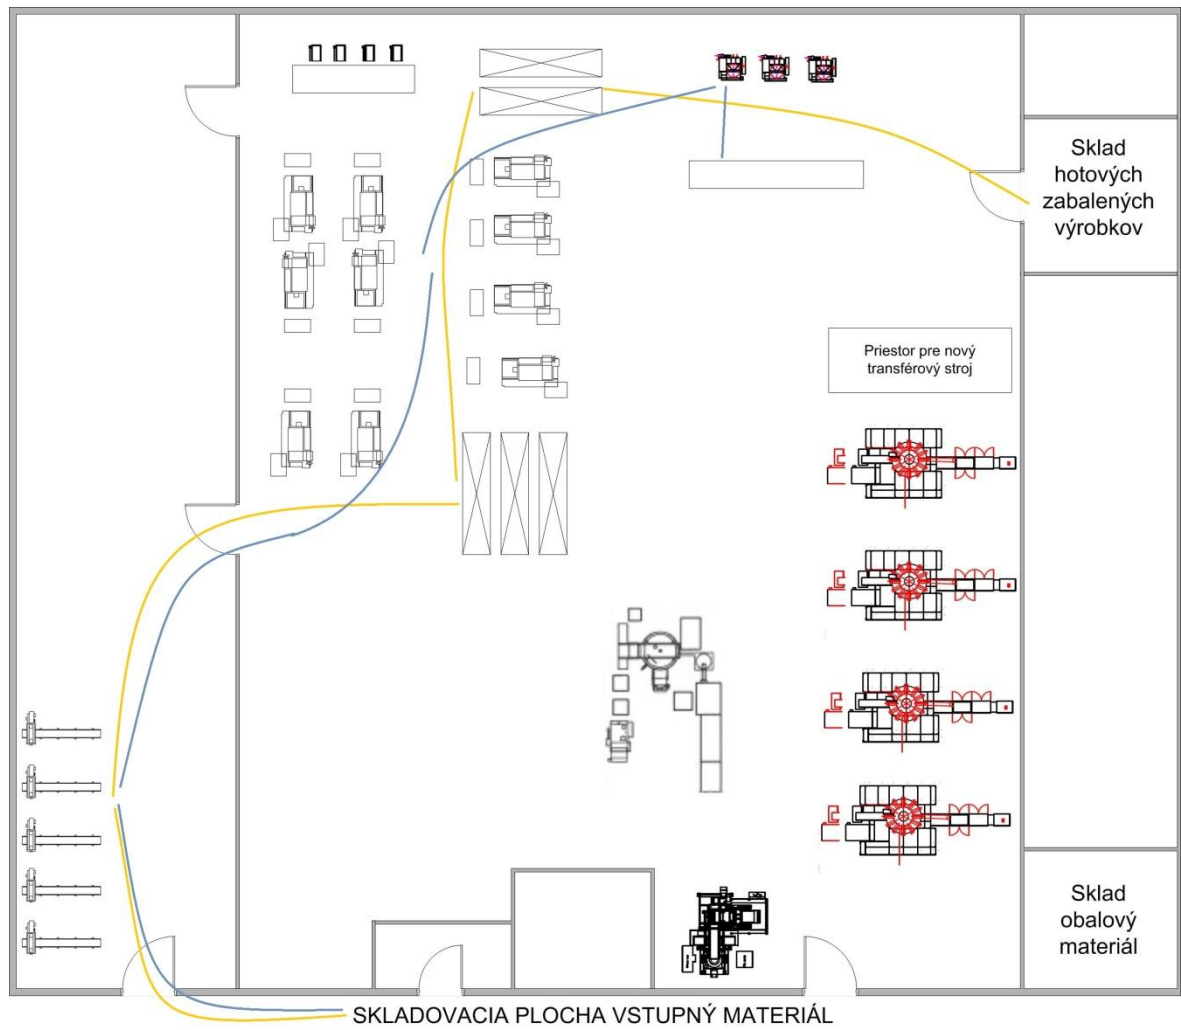 Sklad
hotových
zabalených
výrobkov
Priestor pre nový
transférový stroj
Sklad
obalový
materiál
SKLADOVACIA PLOCHA VSTUPNÝ MATERIÁL